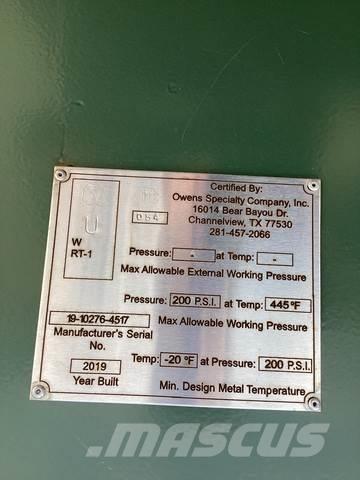 Certified By:
Owens Specialty Company, Inc.
16014 Bear Bayou Dr.
Channelview, TX 77530
281-457-2066
U
W
RT-1
Pressure: - at Temp: -
Max Allowable External Working Pressure
Pressure: 200 P.S.I. at Temp: 445°F
Max Allowable Working Pressure
19-10276-4517
Manufacturer's Serial
No.
2019
Year Built
Temp: -20 °F at Pressure: 200 P.S.I.
Min. Design Metal Temperature
MASCUS